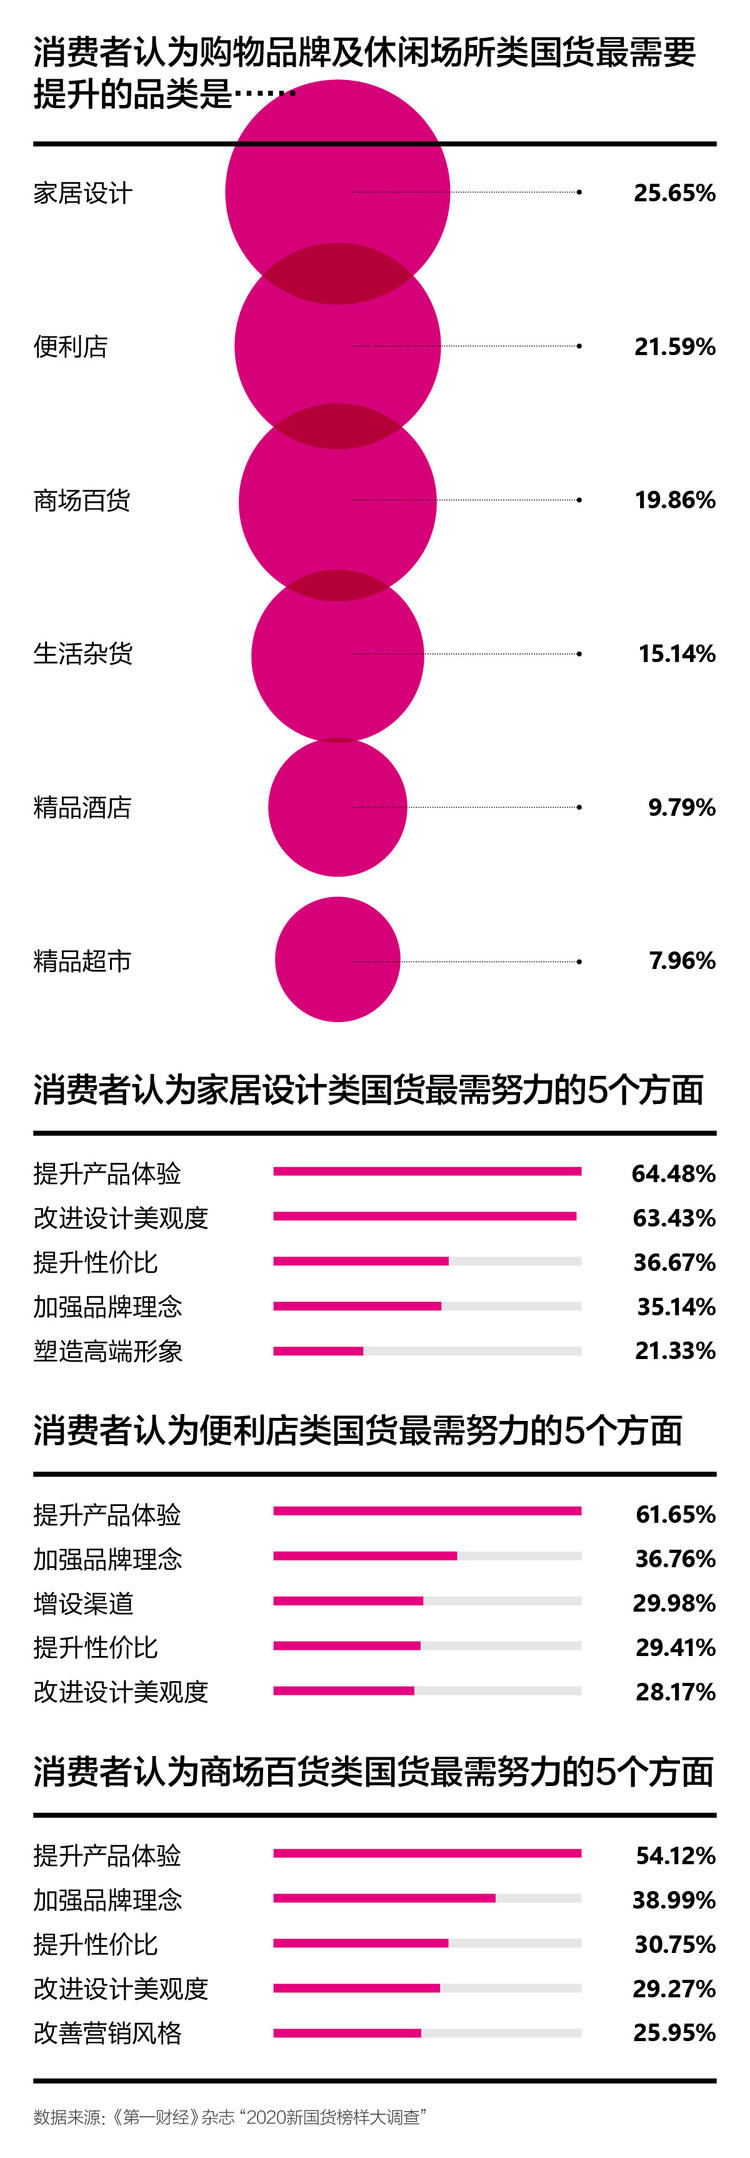 消费者认为购物品牌及休闲场所类国货最需要
提升的品类是……
家居设计 25.65%
便利店 21.59%
商场百货 19.86%
生活杂货 15.14%
精品酒店 9.79%
精品超市 7.96%
消费者认为家居设计类国货最需努力的5个方面
提升产品体验 64.48%
改进设计美观度 63.43%
提升性价比 36.67%
加强品牌理念 35.14%
塑造高端形象 21.33%
消费者认为便利店类国货最需努力的5个方面
提升产品体验 61.65%
加强品牌理念 36.76%
增设渠道 29.98%
提升性价比 29.41%
改进设计美观度 28.17%
消费者认为商场百货类国货最需努力的5个方面
提升产品体验 54.12%
加强品牌理念 38.99%
提升性价比 30.75%
改进设计美观度 29.27%
改善营销风格 25.95%
数据来源：《第一财经》杂志“2020新国货榜样大调查”